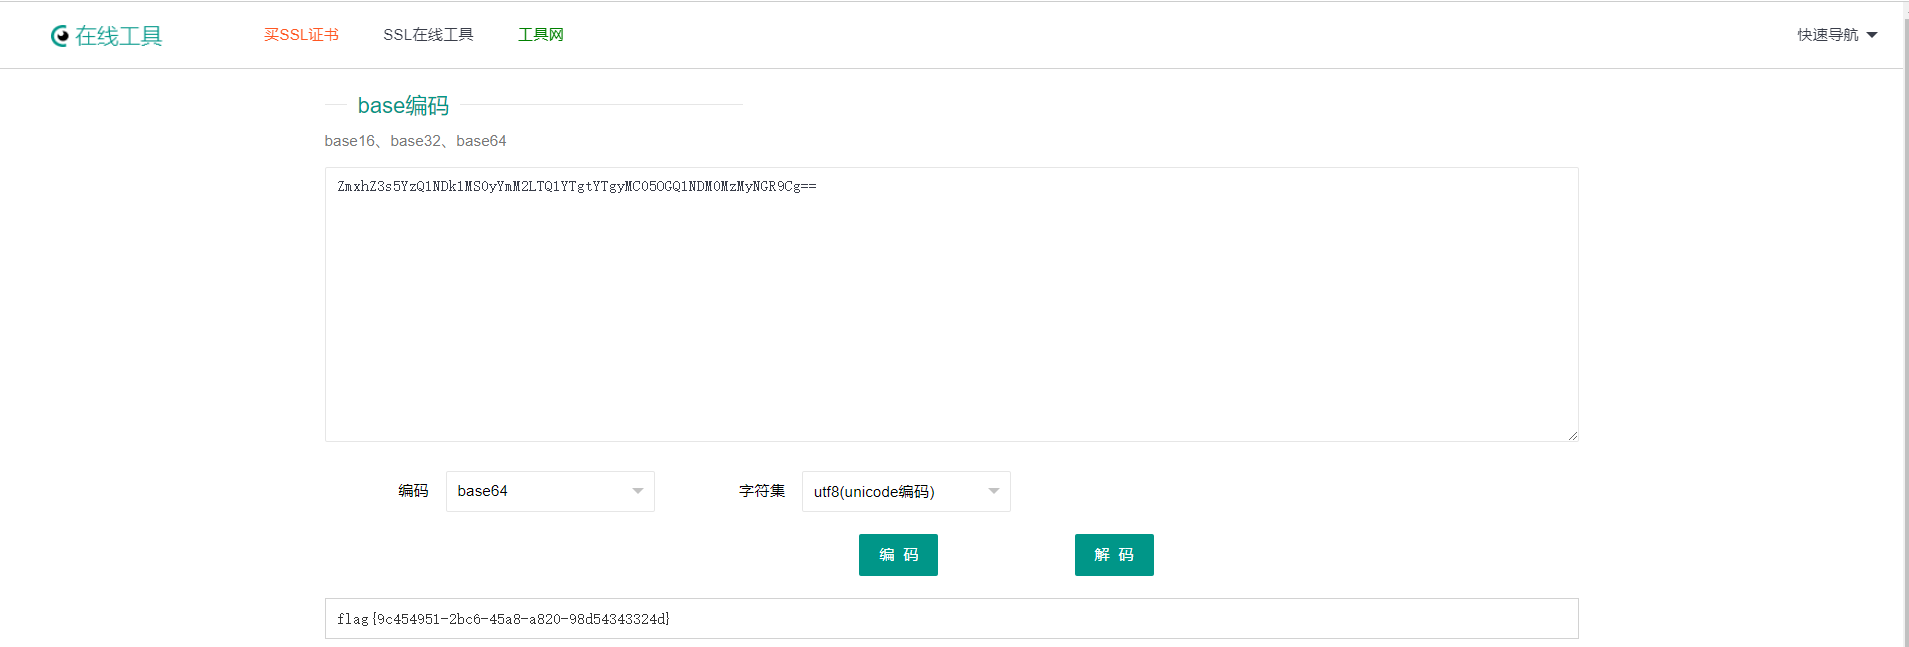 在线工具
买SSL证书
SSL在线工具
工具网
快速导航
base编码
base16、base32、base64
ZmxhZ3s5YzQ1NDk1MS0yYmM2LTQ1YTgtYTgyMC05OGQ1NDM0MzMyNGR9Cg==
编码 base64 字符集 utf8(unicode编码)
编 码 解 码
flag{9c454951-2bc6-45a8-a820-98d54343324d}